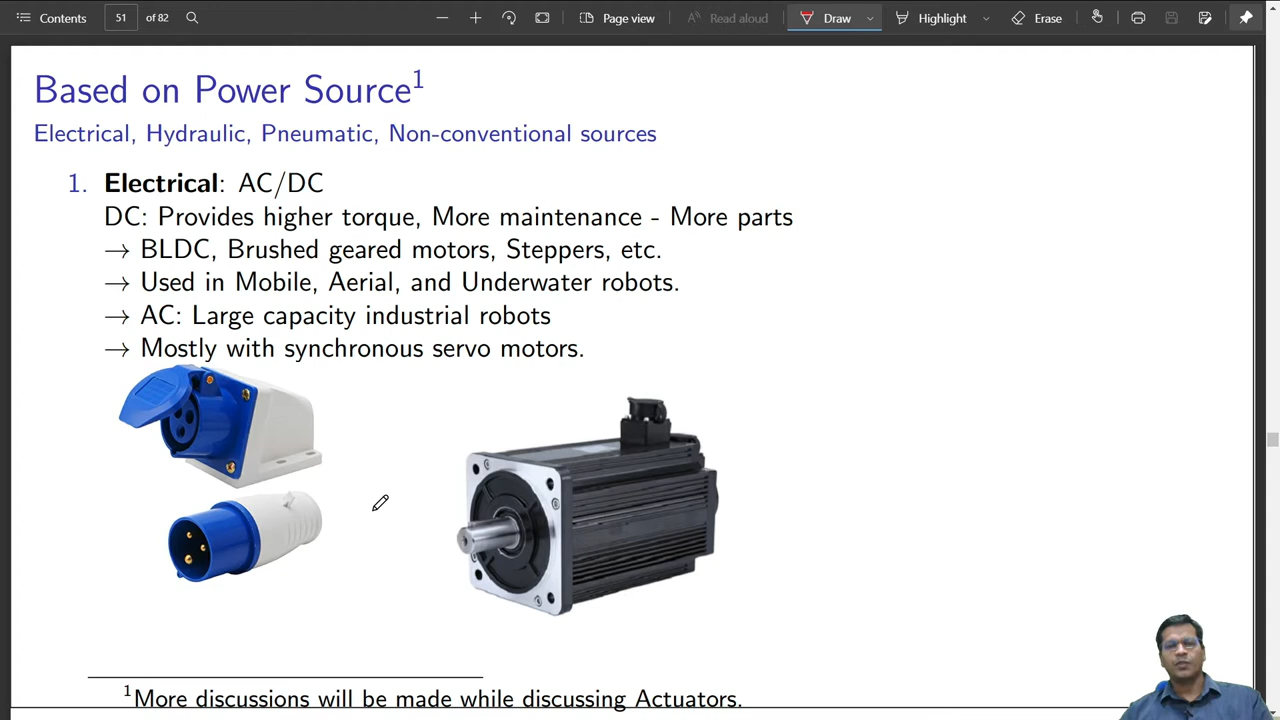 Contents
51 of 82
Page view
Read aloud
Draw
Highlight
Erase
Based on Power Source1
Electrical, Hydraulic, Pneumatic, Non-conventional sources
1. Electrical: AC/DC
DC: Provides higher torque, More maintenance - More parts
→ BLDC, Brushed geared motors, Steppers, etc.
→ Used in Mobile, Aerial, and Underwater robots.
→ AC: Large capacity industrial robots
→ Mostly with synchronous servo motors.
1More discussions will be made while discussing Actuators.